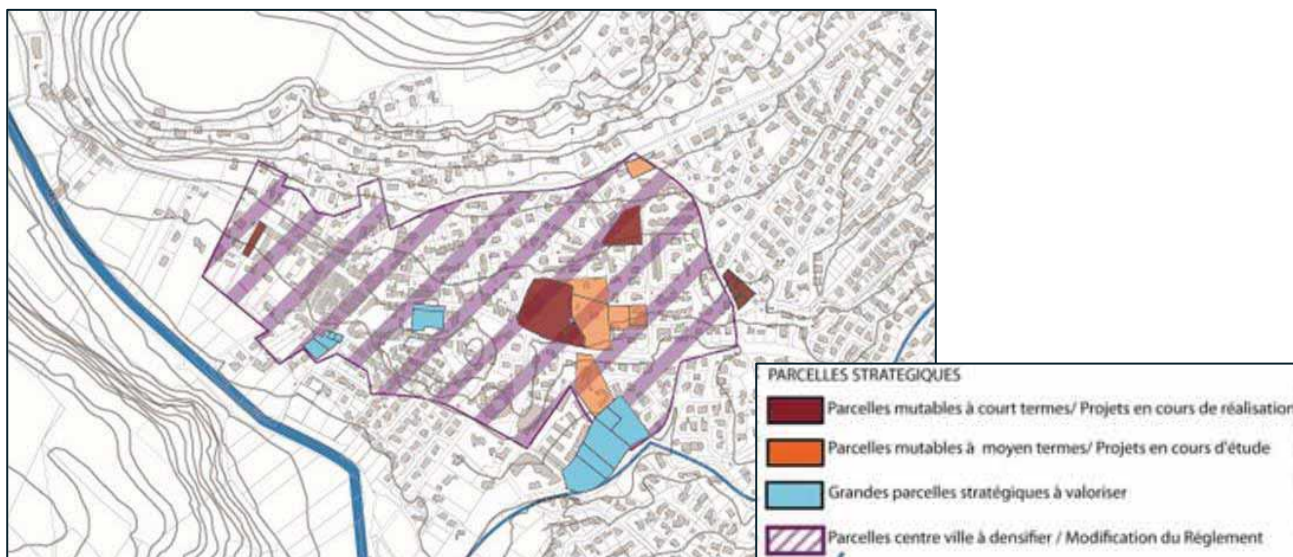 PARCELLES STRATEGIQUES
Parcelles mutables à court termes/ Projets en cours de réalisation
Parcelles mutables à moyen termes/ Projets en cours d'étude
Grandes parcelles stratégiques à valoriser
Parcelles centre ville à densifier / Modification du Réglement